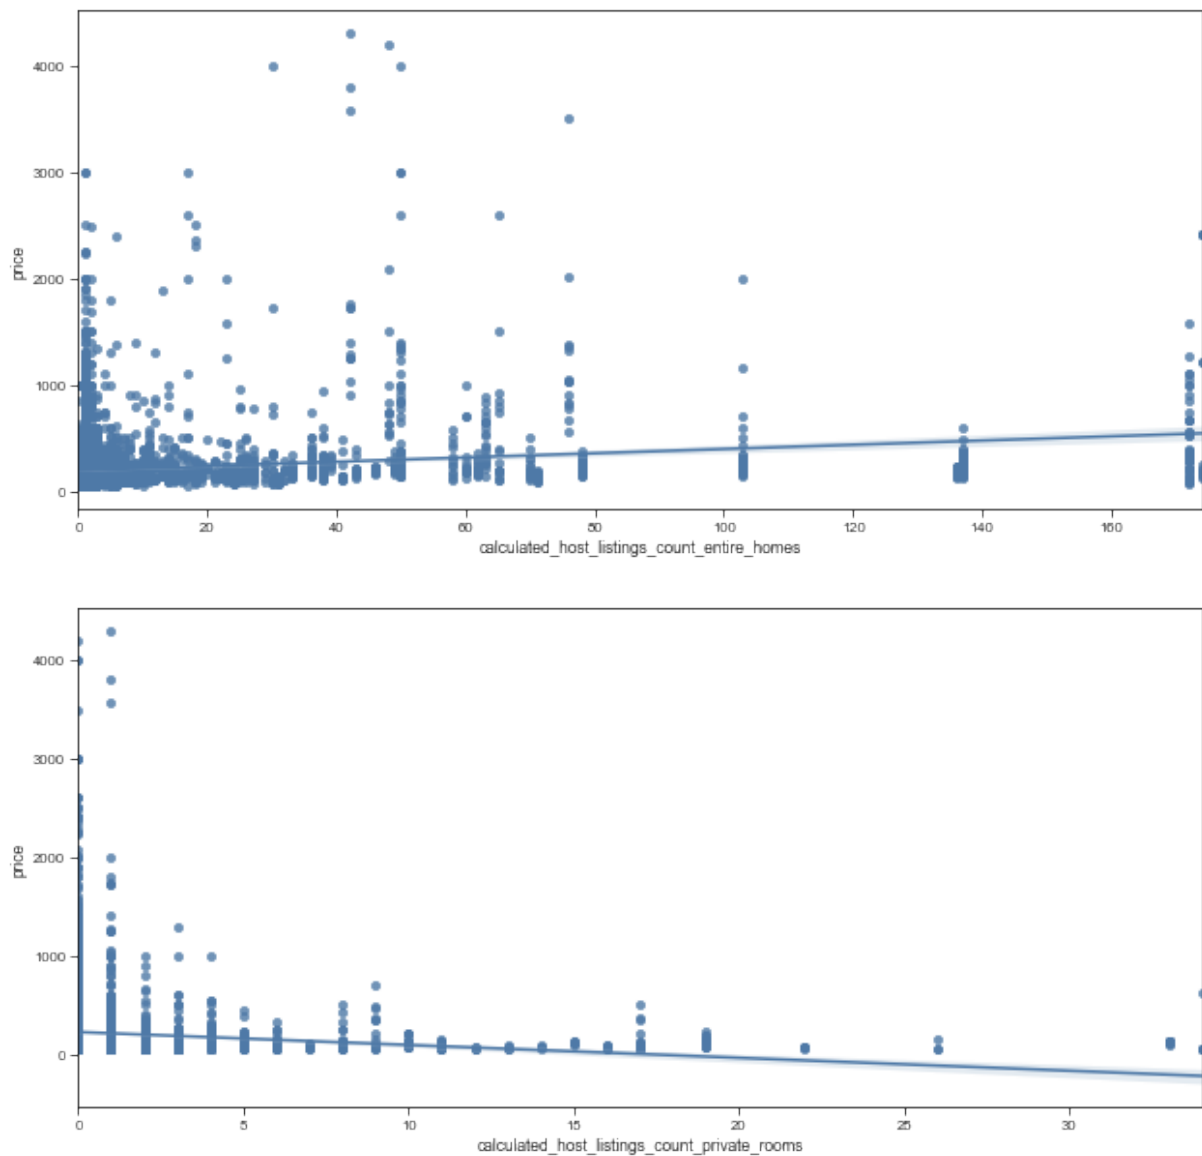 4000
3000
price
2000
1000
0
0 20 40 60 80 100 120 140 160
calculated_host_listings_count_entire_homes
4000
3000
2000
price
1000
0
0 5 10 15 20 25 30
calculated_host_listings_count_private_rooms